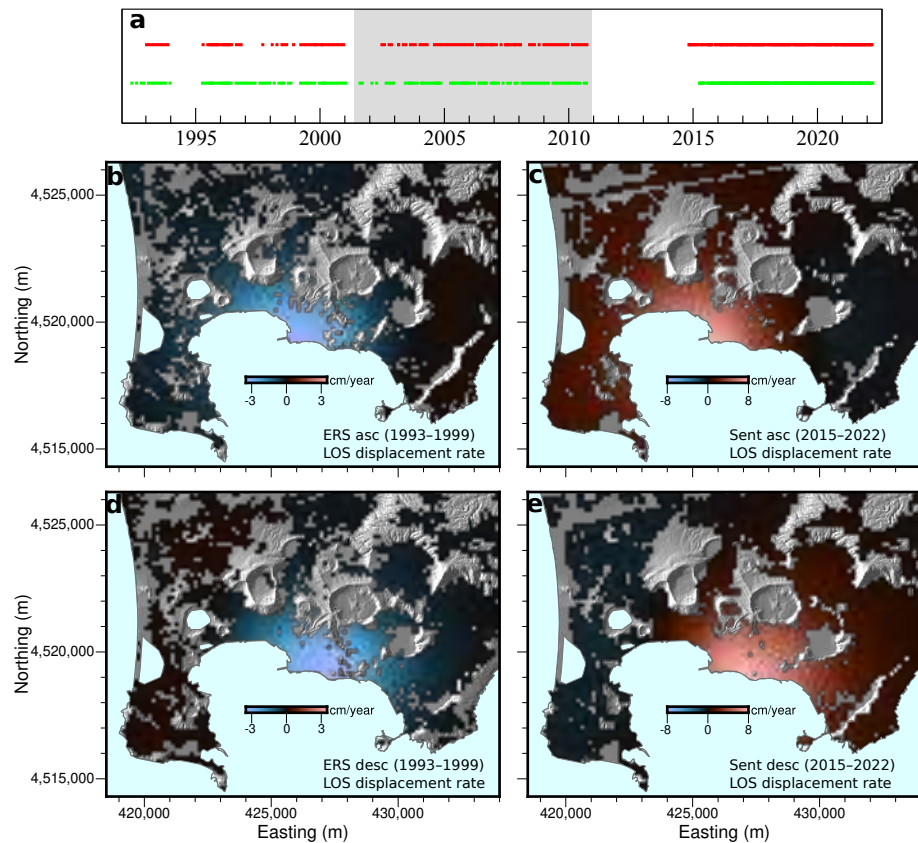 a
1995 2000 2005 2010 2015 2020
b c
4,525,000
4,520,000
4,515,000
Northing (m)
cm/year
-3 0 3
ERS asc (1993–1999)
LOS displacement rate
cm/year
-8 0 8
Sent asc (2015–2022)
LOS displacement rate
d e
4,525,000
4,520,000
4,515,000
Northing (m)
cm/year
-3 0 3
ERS desc (1993–1999)
LOS displacement rate
cm/year
-8 0 8
Sent desc (2015–2022)
LOS displacement rate
420,000 425,000 430,000
Easting (m)
420,000 425,000 430,000
Easting (m)